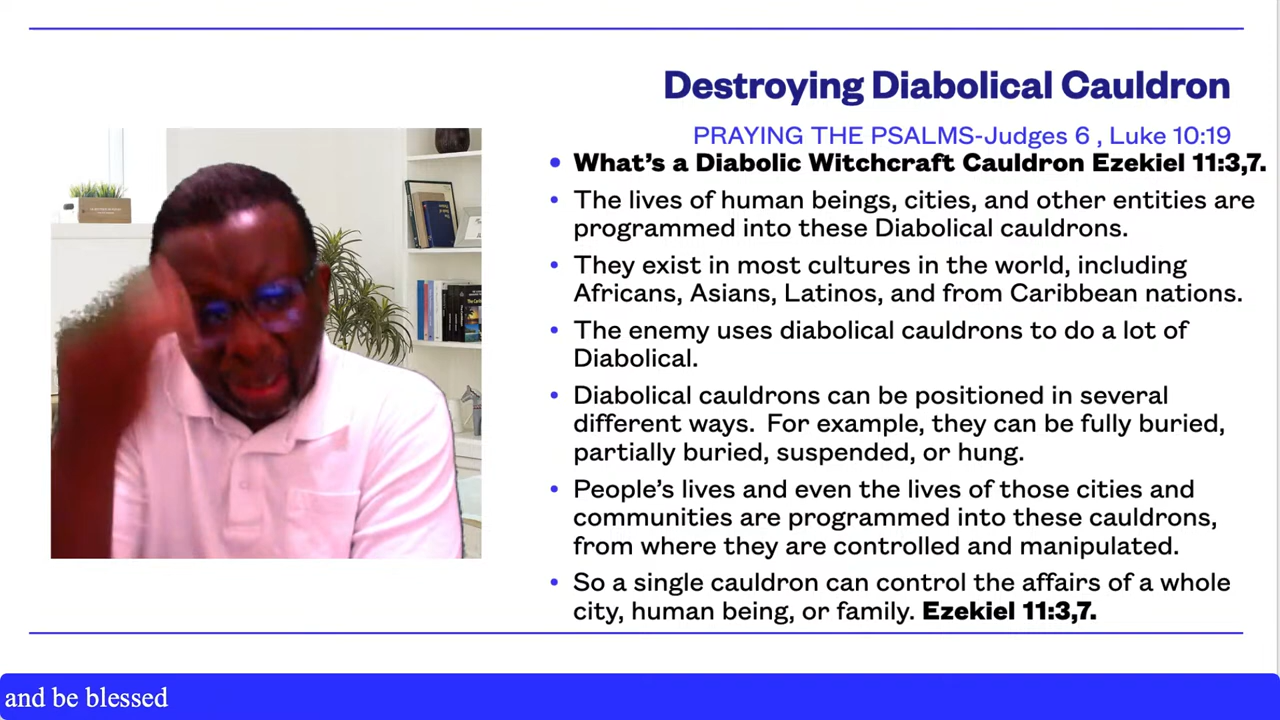 Destroying Diabolical Cauldron
PRAYING THE PSALMS-Judges 6 , Luke 10:19
• What's a Diabolic Witchcraft Cauldron Ezekiel 11:3,7.
• The lives of human beings, cities, and other entities are
programmed into these Diabolical cauldrons.
• They exist in most cultures in the world, including
Africans, Asians, Latinos, and from Caribbean nations.
• The enemy uses diabolical cauldrons to do a lot of
Diabolical.
• Diabolical cauldrons can be positioned in several
different ways.  For example, they can be fully buried,
partially buried, suspended, or hung.
• People's lives and even the lives of those cities and
communities are programmed into these cauldrons,
from where they are controlled and manipulated.
• So a single cauldron can control the affairs of a whole
city, human being, or family. Ezekiel 11:3,7.
and be blessed